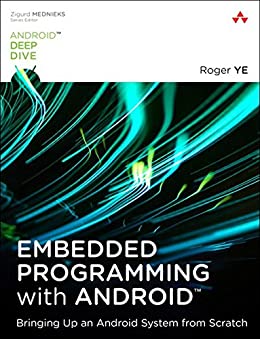 Zigurd MEDNIEKS
Series Editor
ANDROID™
DEEP
DIVE
Roger YE
EMBEDDED
PROGRAMMING
with ANDROID™
Bringing Up an Android System from Scratch